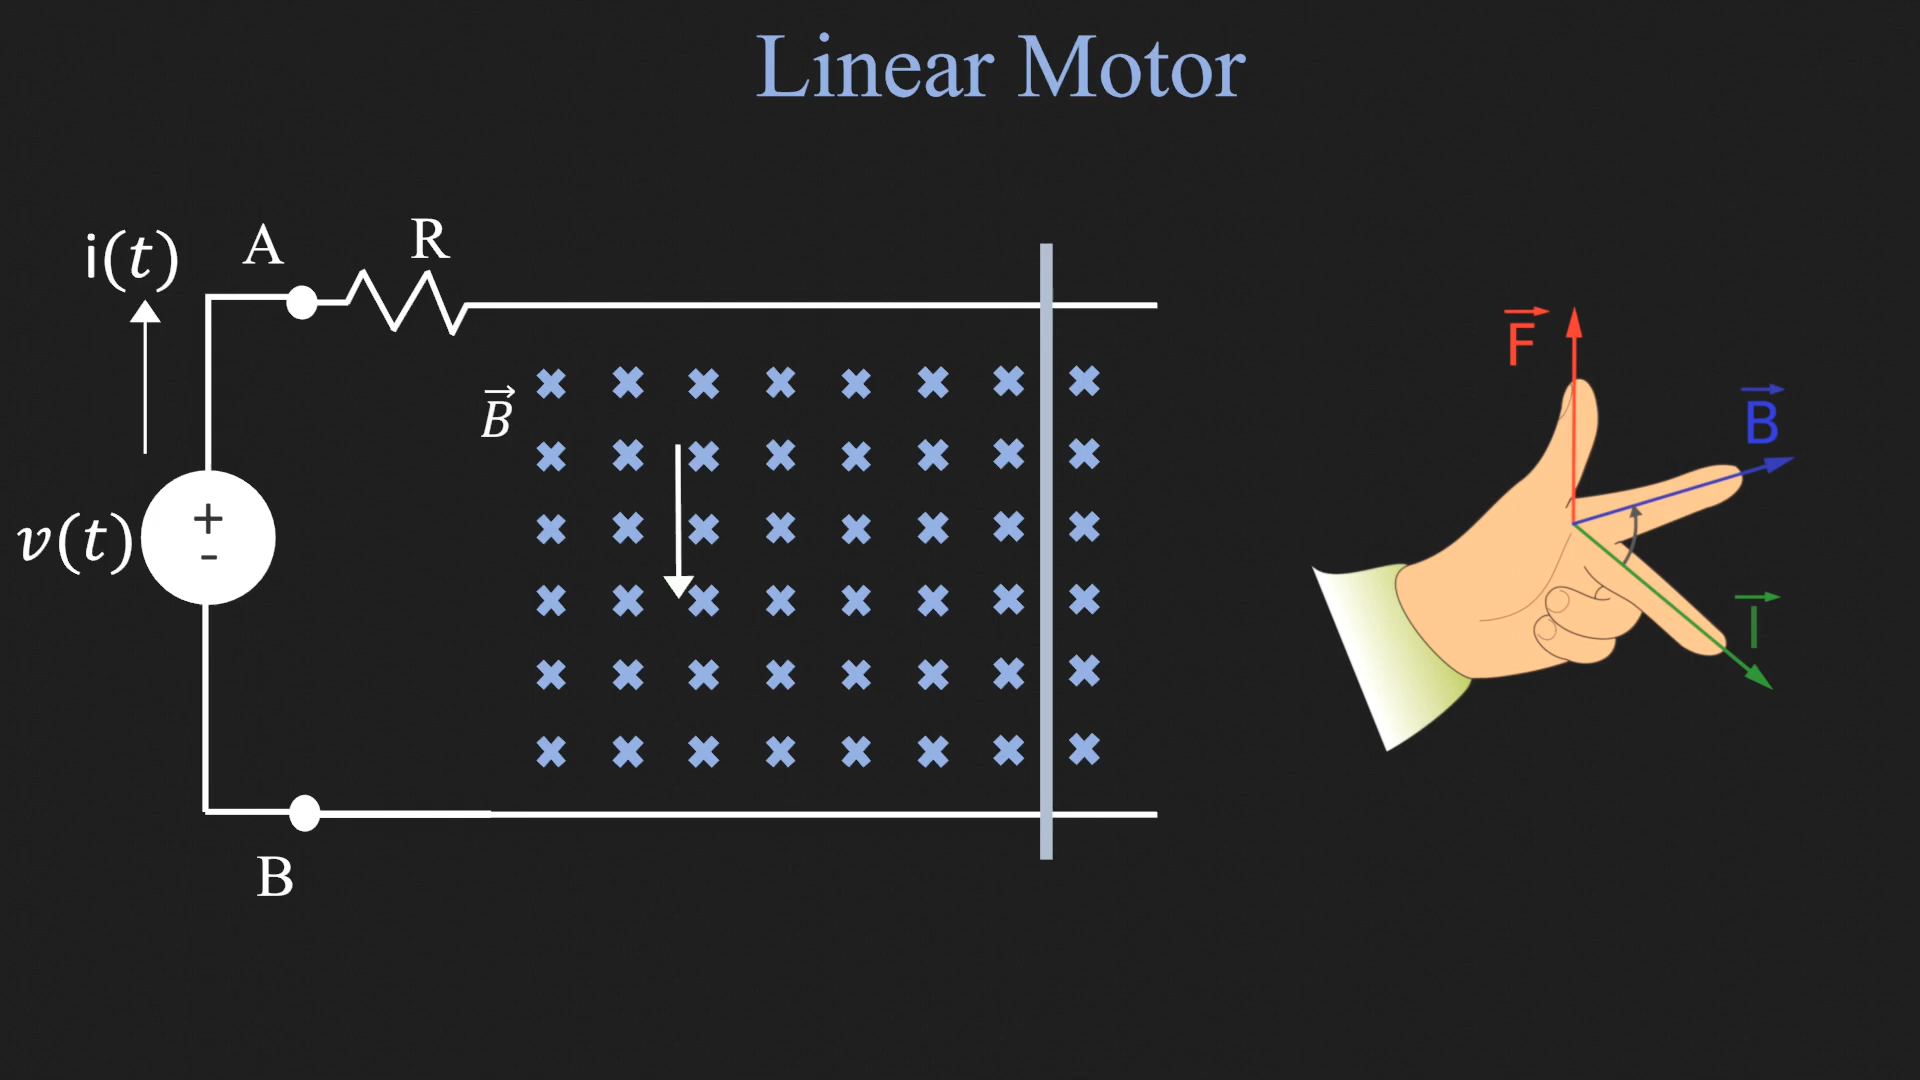 Linear Motor
i(t)
A
R
B⃗
v(t)
+
-
B
F⃗
B⃗
I⃗